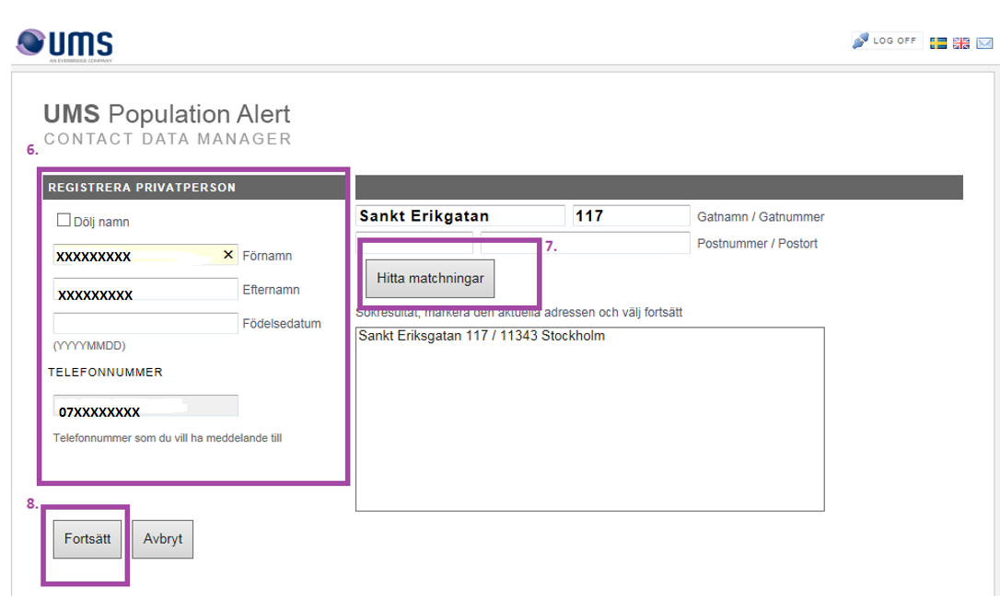 UMS
AN EVERBRIDGE COMPANY
LOG OFF
UMS Population Alert
CONTACT DATA MANAGER
6.
REGISTRERA PRIVATPERSON
Dölj namn
XXXXXXXXX × Förnamn
XXXXXXXXX Efternamn
Födelsedatum
(YYYYMMDD)
TELEFONNUMMER
07XXXXXXXX
Telefonnummer som du vill ha meddelande till
Sankt Erikgatan 117 Gatnamn / Gatnummer
7. Postnummer / Postort
Hitta matchningar
Sökresultat, markera den aktuella adressen och välj fortsätt
Sankt Eriksgatan 117 / 11343 Stockholm
8.
Fortsätt Avbryt